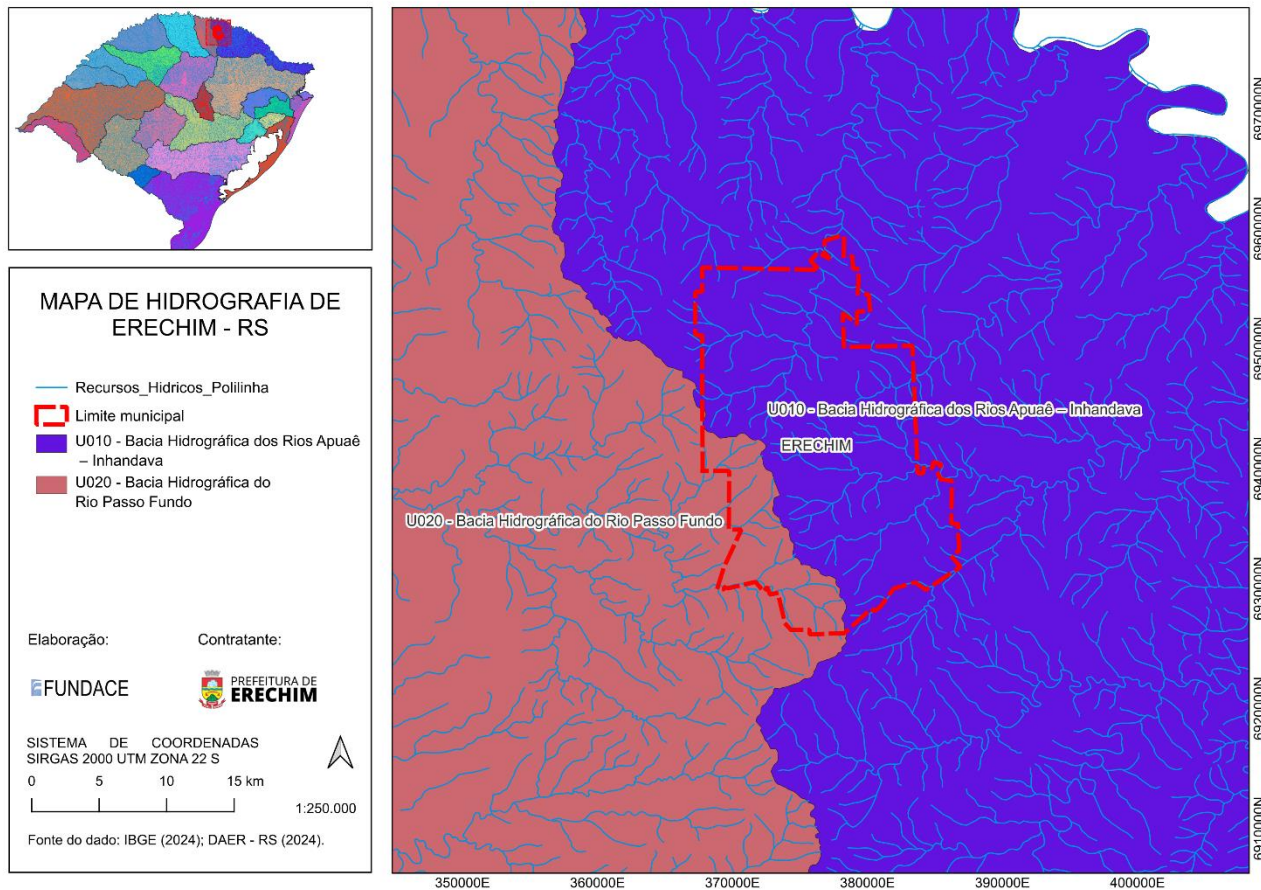 MAPA DE HIDROGRAFIA DE
ERECHIM - RS
Recursos_Hidricos_Polilinha
Limite municipal
U010 - Bacia Hidrográfica dos Rios Apuaê
– Inhandava
U020 - Bacia Hidrográfica do
Rio Passo Fundo
Elaboração:
Contratante:
FUNDACE
PREFEITURA DE
ERECHIM
SISTEMA DE COORDENADAS
SIRGAS 2000 UTM ZONA 22 S
0 5 10 15 km
1:250.000
Fonte do dado: IBGE (2024); DAER - RS (2024).
U010 - Bacia Hidrográfica dos Rios Apuaê – Inhandava
ERECHIM
U020 - Bacia Hidrográfica do Rio Passo Fundo
6970000N
6960000N
6950000N
6940000N
6930000N
6920000N
6910000N
350000E 360000E 370000E 380000E 390000E 400000E